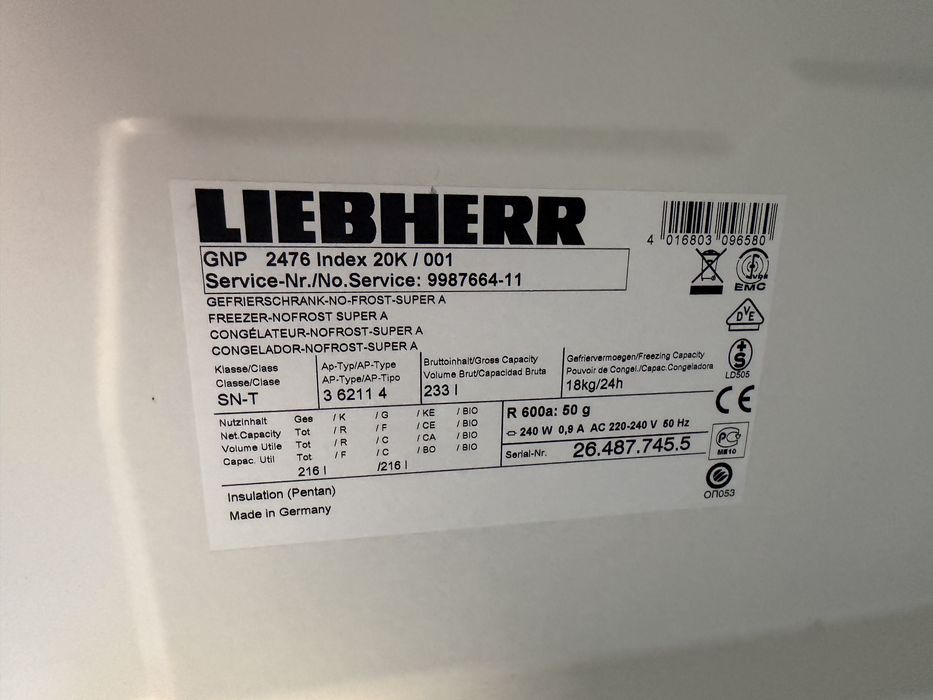 LIEBHERR
4 016803 096580
GNP 2476 Index 20K / 001
Service-Nr./No.Service: 9987664-11
GEFRIERSCHRANK-NO-FROST-SUPER A
FREEZER-NOFROST SUPER A
CONGÉLATEUR-NOFROST-SUPER A
CONGELADOR-NOFROST-SUPER A
VDE
EMC
DVE
+S
LD505
CE
Klasse/Class
Classe/Clase
SN-T
Ap-Typ/AP-Type
AP-Type/AP-Tipo
3 6211 4
Bruttoinhalt/Gross Capacity
Volume Brut/Capacidad Bruta
233 l
Gefriervermoegen/Freezing Capacity
Pouvoir de Congel./Capac.Congeladora
18kg/24h
Nutzinhalt Ges / K / G / KE / BIO
Net.Capacity Tot / R / F / CE / BIO
Volume Utile Tot / R / C / CA / BIO
Capac. Util Tot / F / C / BO / BIO
216 l /216 l
R 600a: 50 g
240 W 0,9 A AC 220-240 V 50 Hz
Serial-Nr. 26.487.745.5
PC
ME10
ОП053
Insulation (Pentan)
Made in Germany